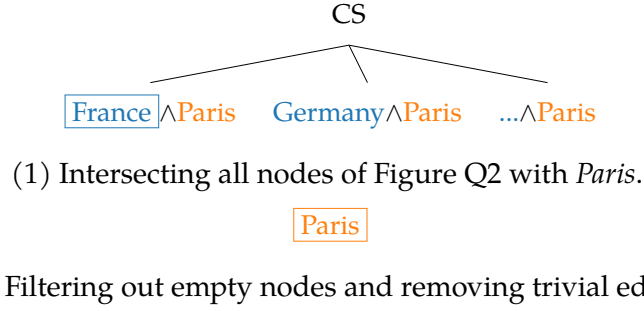 CS
France ∧Paris Germany∧Paris ...∧Paris
(1) Intersecting all nodes of Figure Q2 with Paris.
Paris
Filtering out empty nodes and removing trivial ed